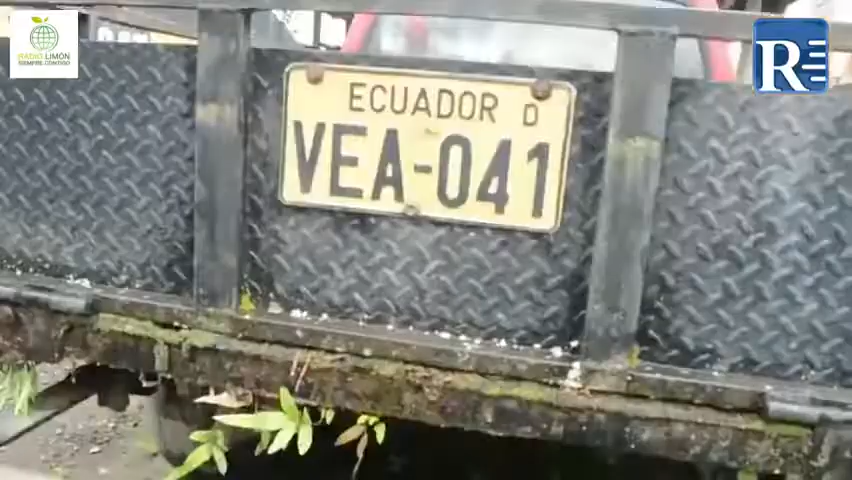 RADIO LIMÓN
SIEMPRE CONTIGO
R
ECUADOR D
VEA-041